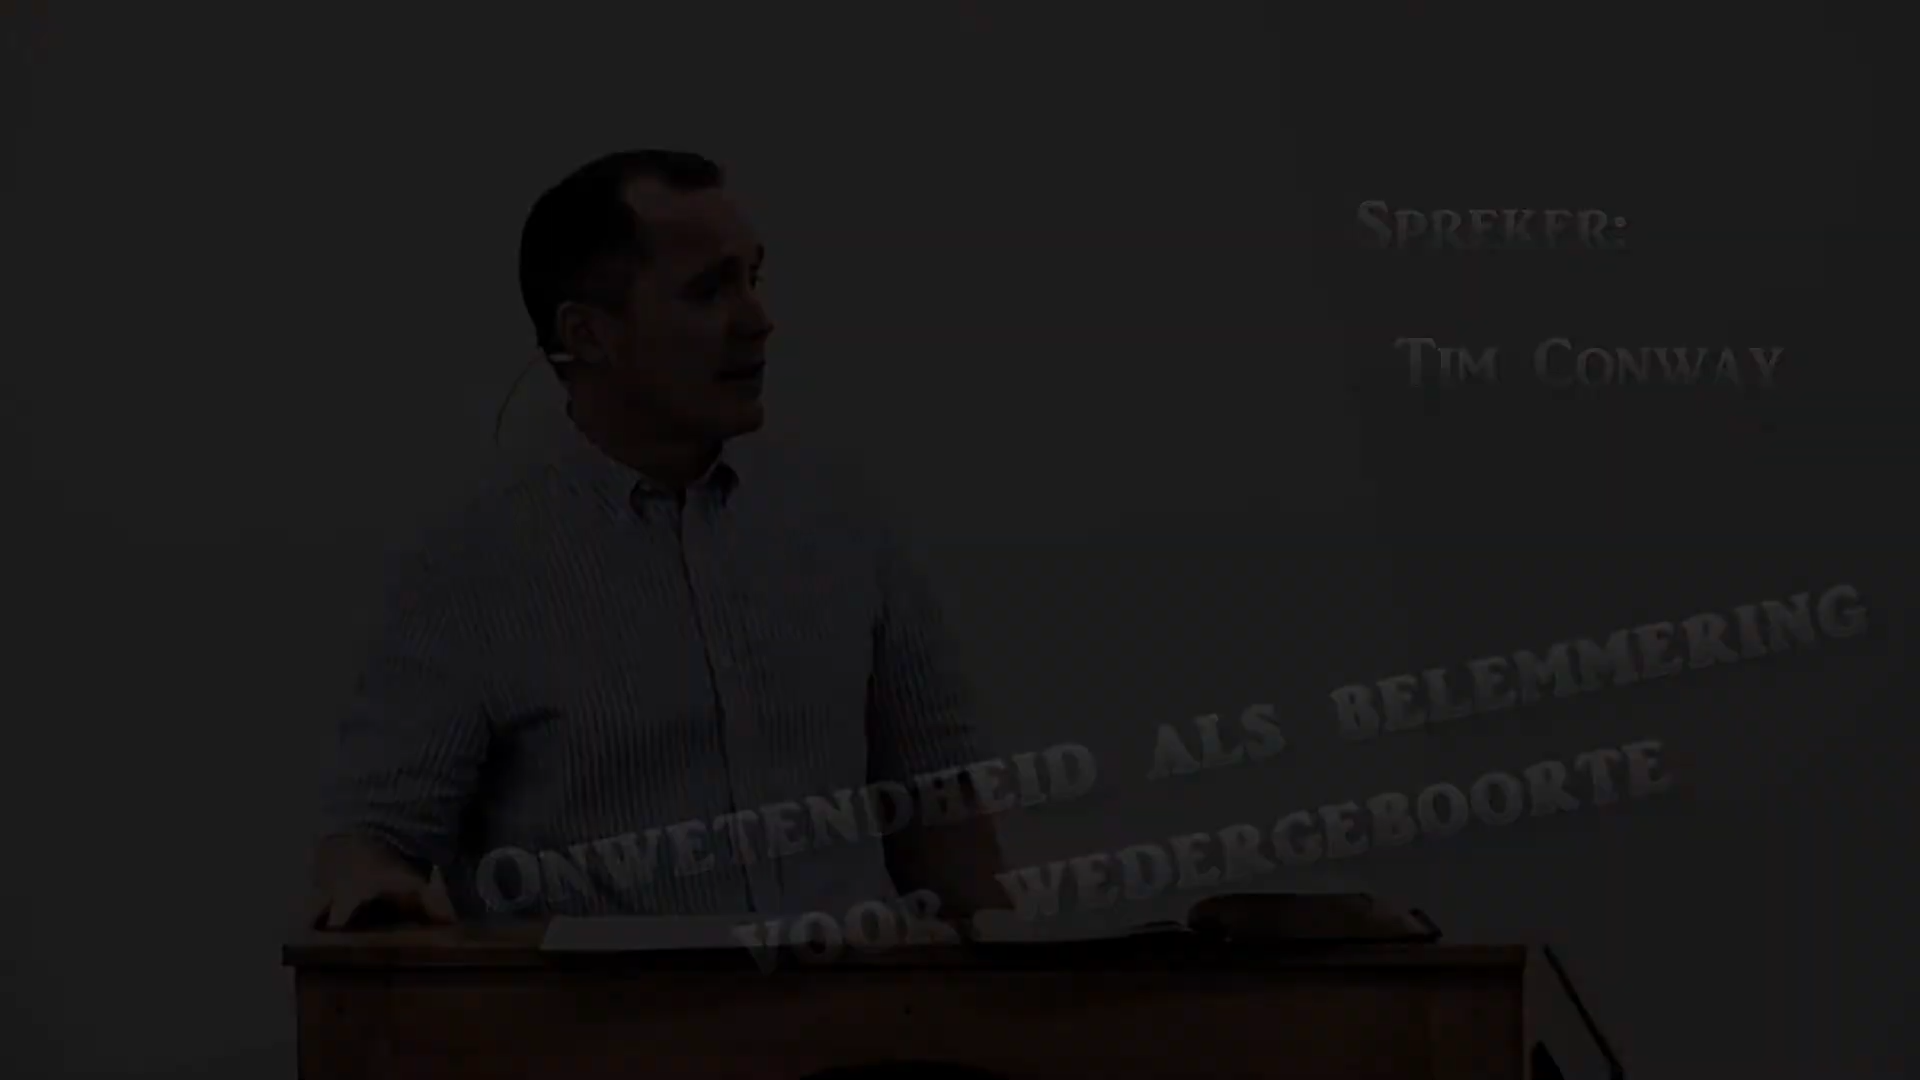 Spreker:
Tim Conway
Onwetendheid als belemmering
voor wedergeboorte